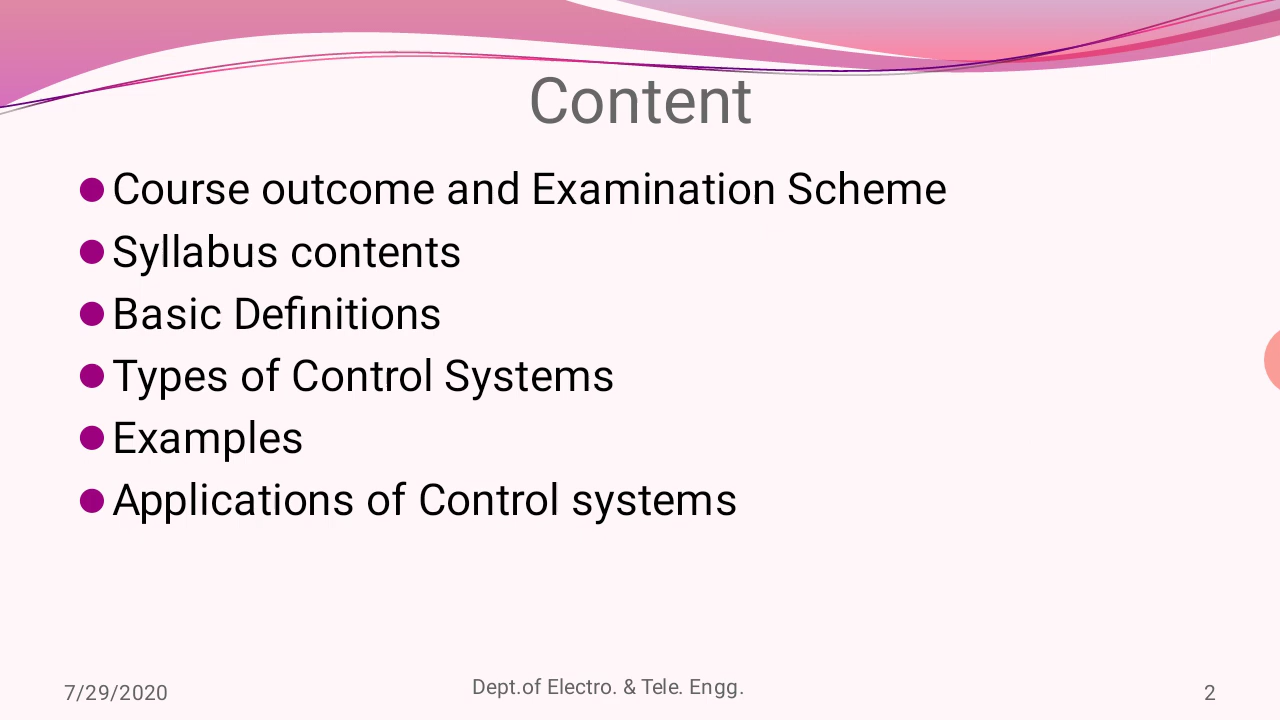 Content
Course outcome and Examination Scheme
Syllabus contents
Basic Definitions
Types of Control Systems
Examples
Applications of Control systems
7/29/2020
Dept.of Electro. & Tele. Engg.
2